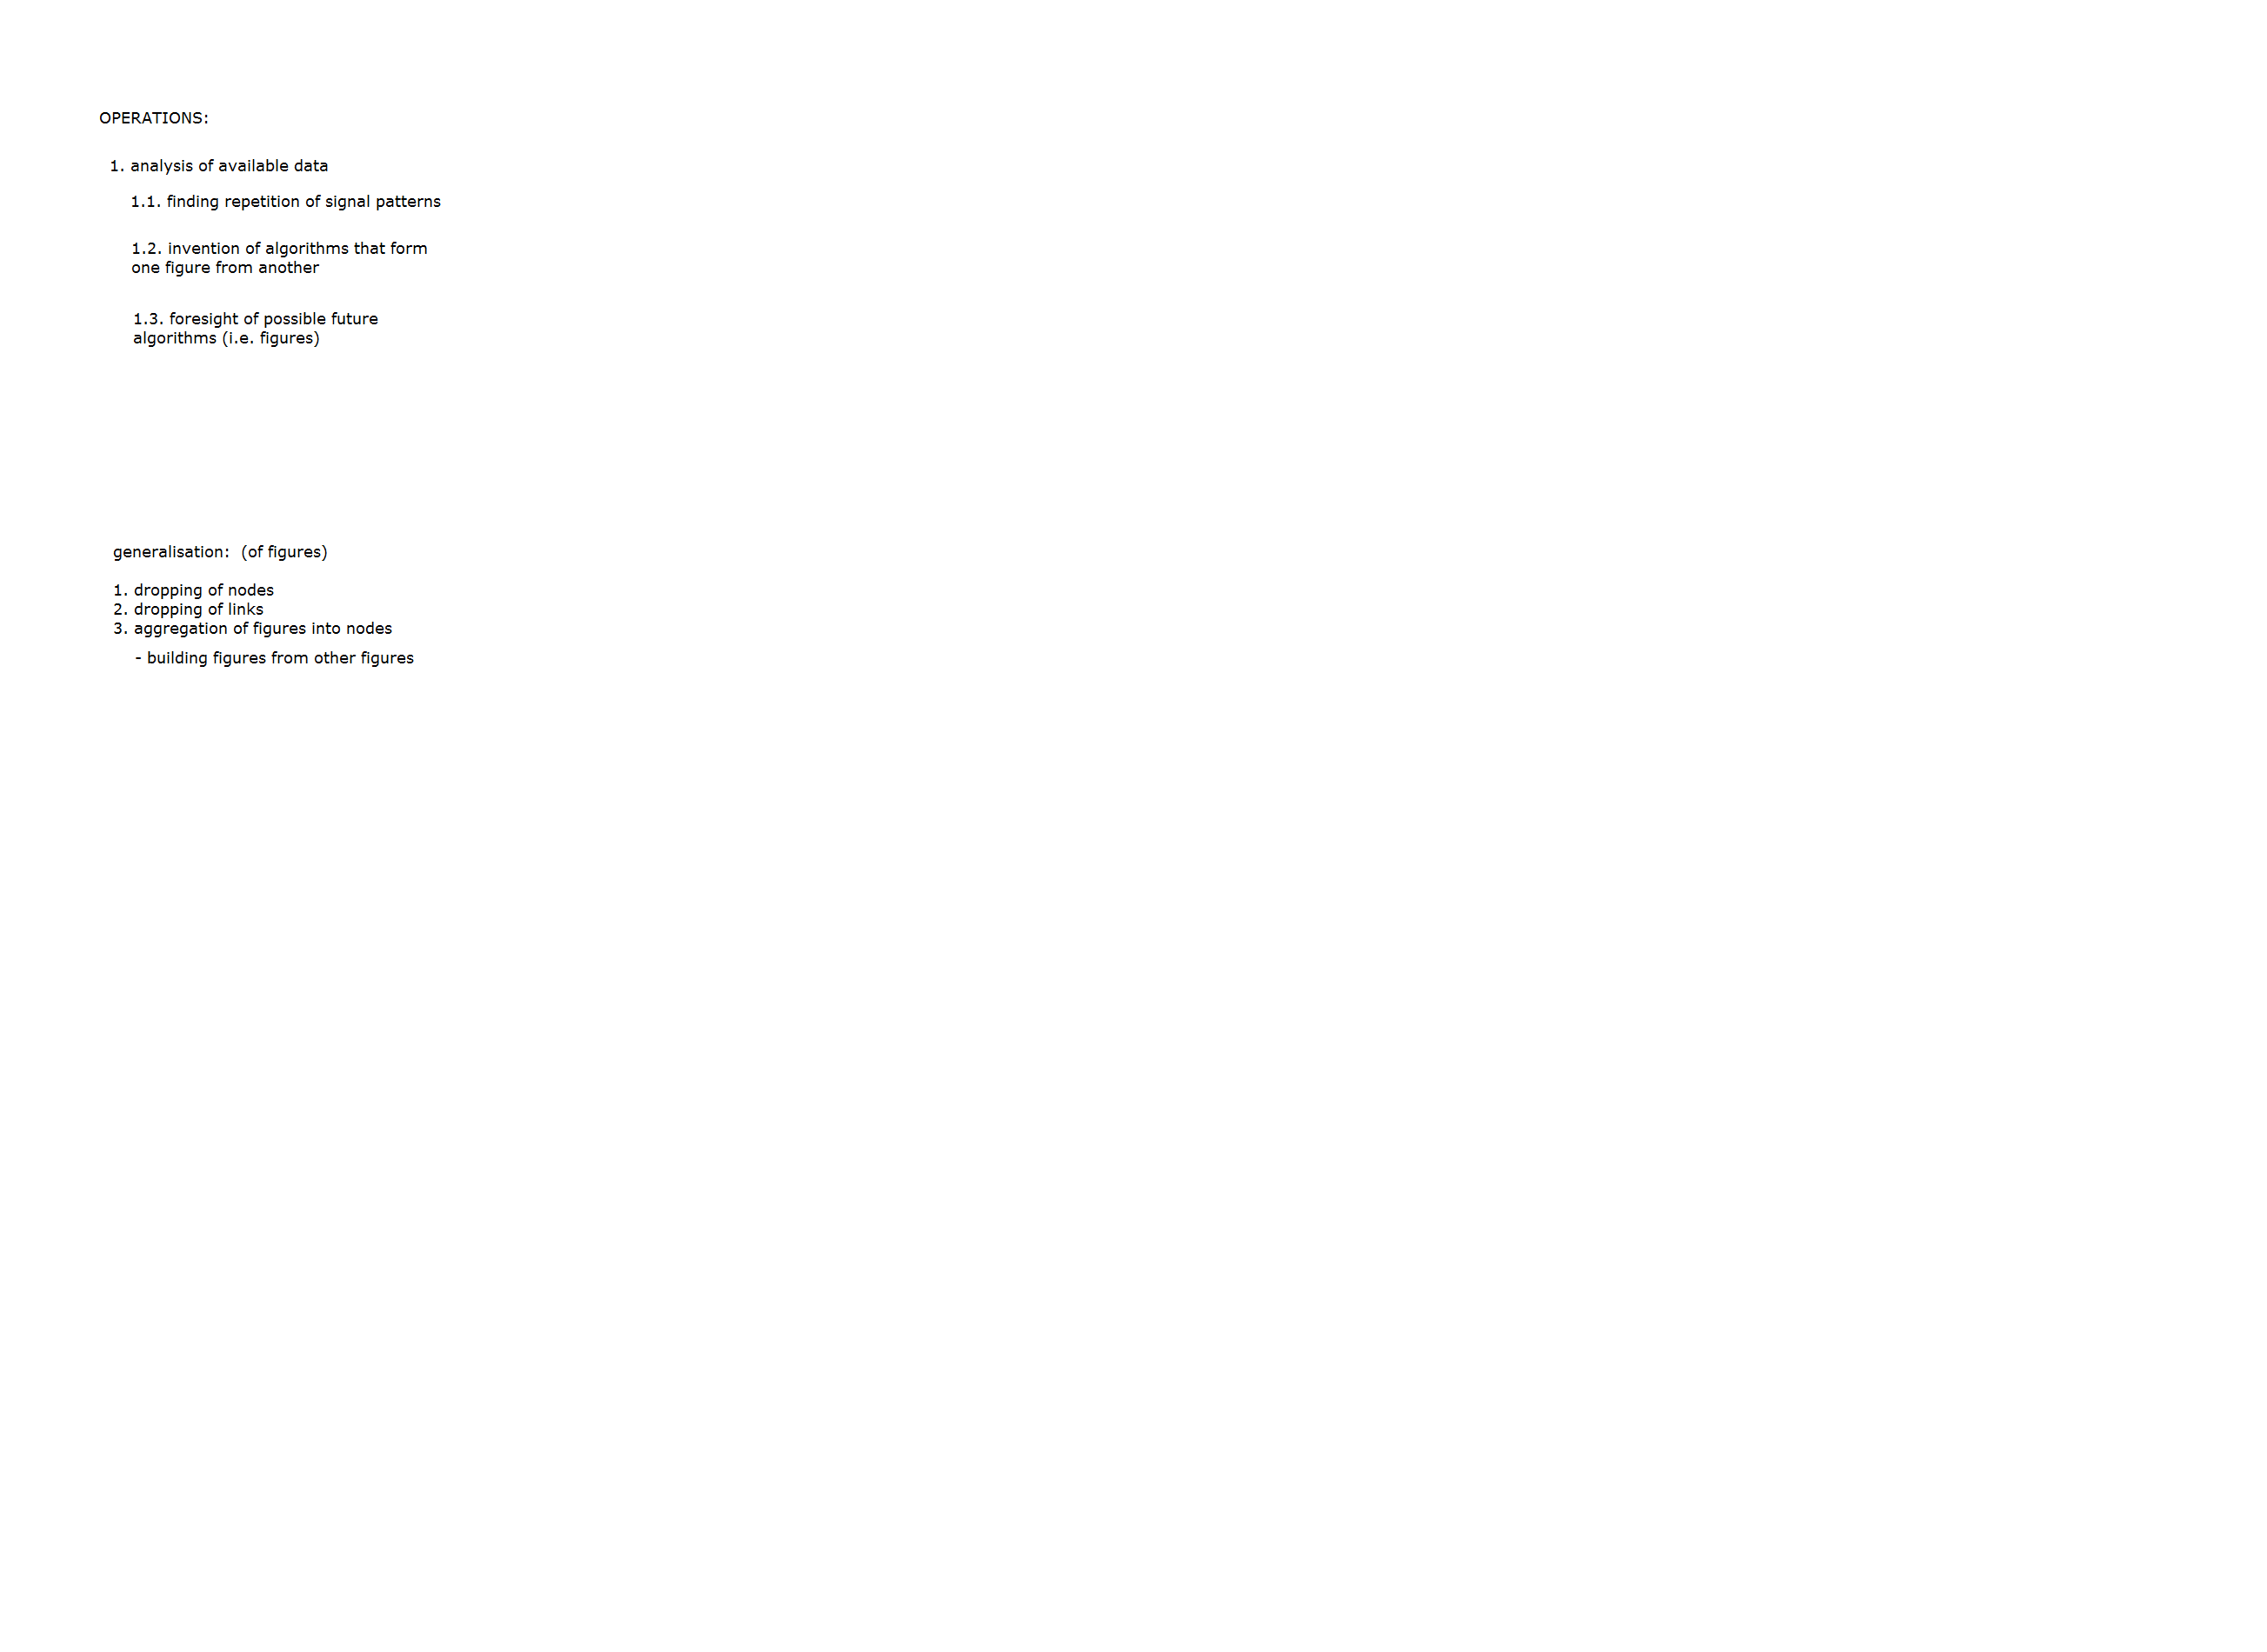 OPERATIONS:
1. analysis of available data
1.1. finding repetition of signal patterns
1.2. invention of algorithms that form
one figure from another
1.3. foresight of possible future
algorithms (i.e. figures)
generalisation:  (of figures)
1. dropping of nodes
2. dropping of links
3. aggregation of figures into nodes
- building figures from other figures